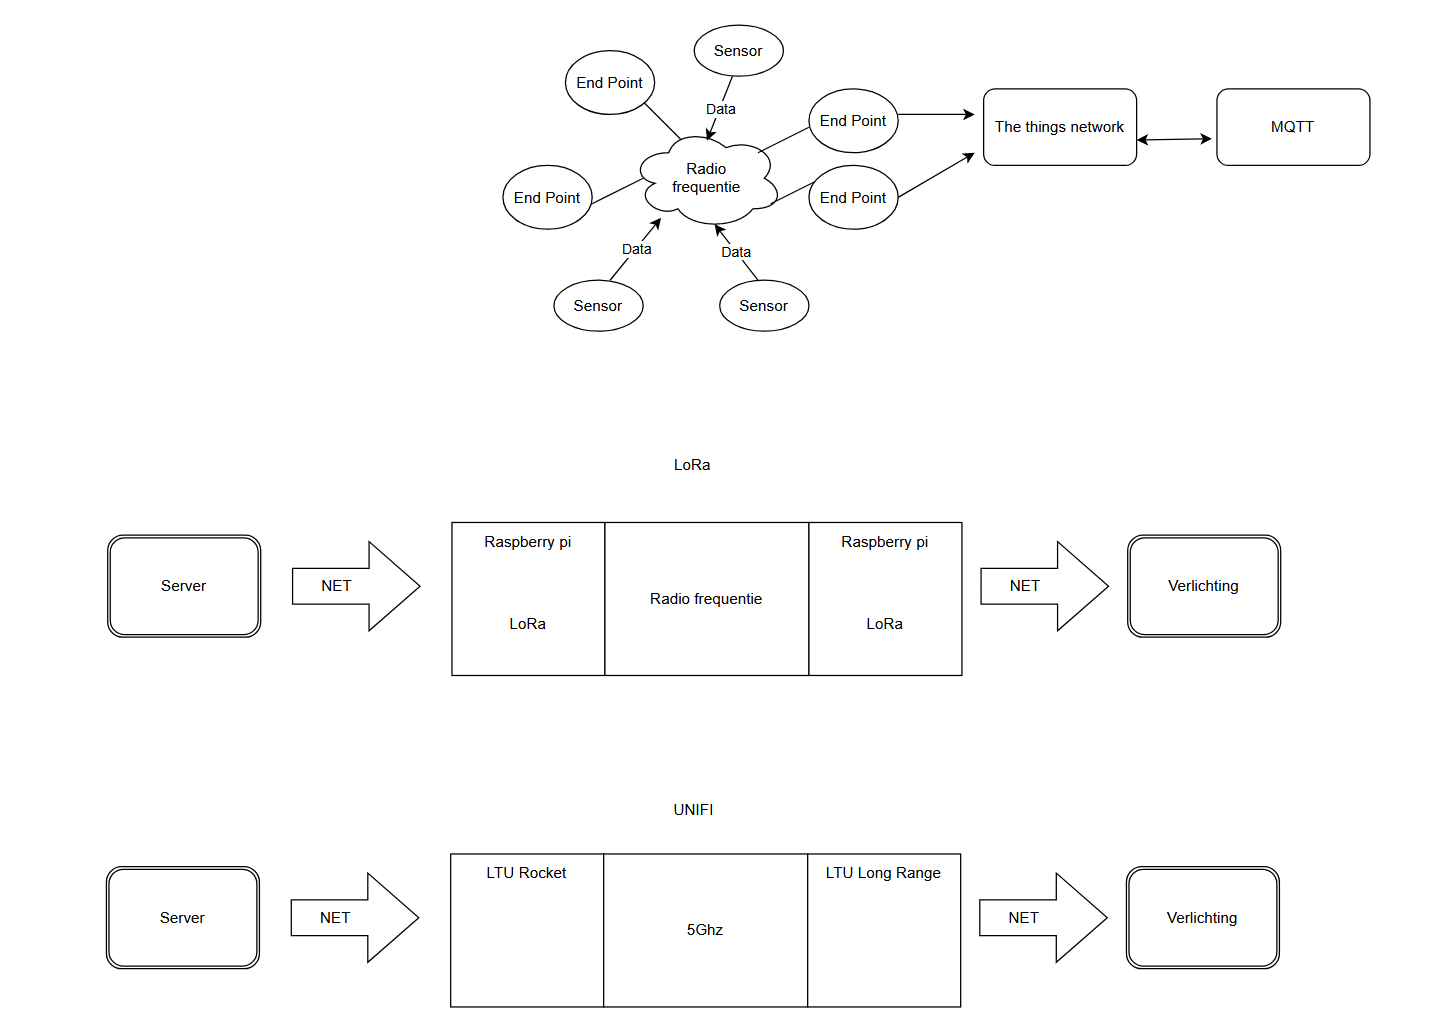 Sensor
End Point
Data
End Point
The things network
MQTT
Radio
frequentie
End Point
End Point
Data
Data
Sensor
Sensor
LoRa
Raspberry pi
Raspberry pi
Server
NET
Radio frequentie
NET
Verlichting
LoRa
LoRa
UNIFI
LTU Rocket
LTU Long Range
Server
NET
5Ghz
NET
Verlichting